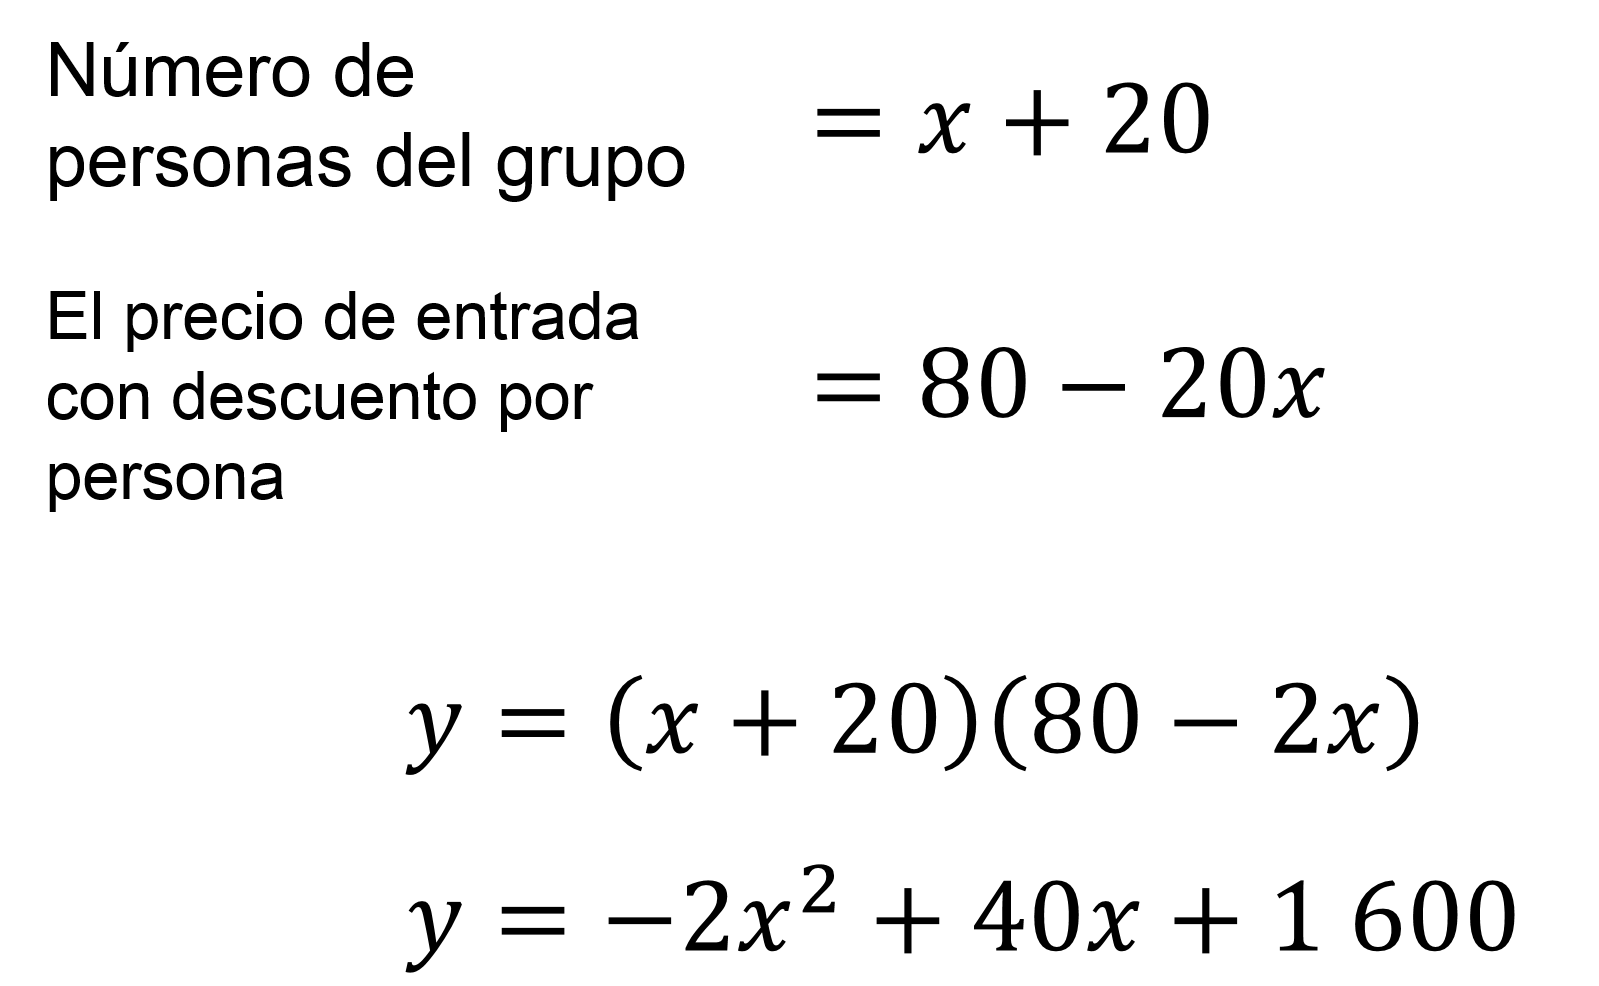 Número de
personas del grupo
= x + 20
El precio de entrada
con descuento por
persona
= 80 − 20x
y = (x + 20)(80 − 2x)
y = −2x² + 40x + 1 600